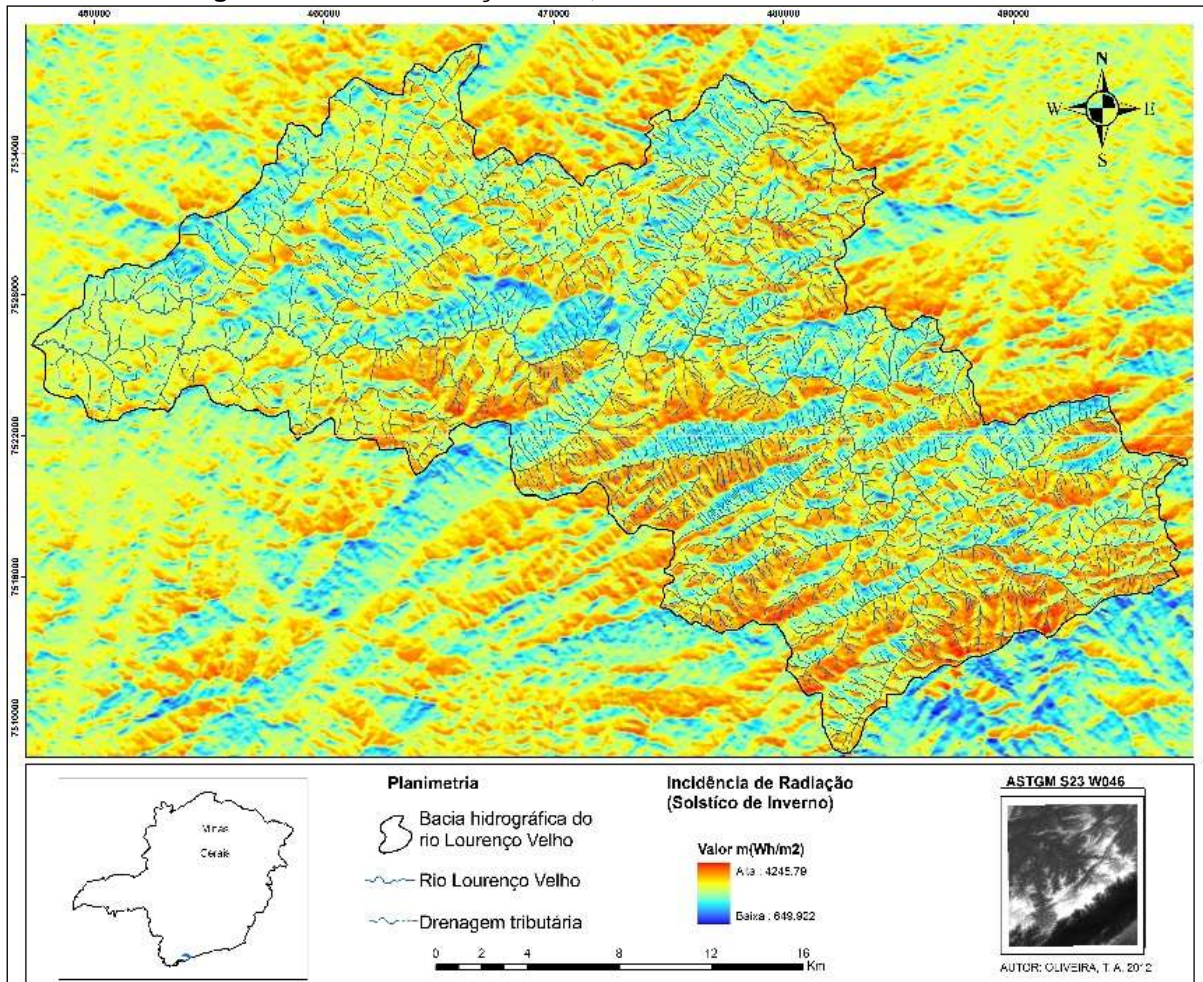 450000 460000 470000 480000 490000
7534000
7528000
7522000
7516000
7510000
N
W E
S
Minas
Gerais
Planimetria
Bacia hidrográfica do
rio Lourenço Velho
Rio Lourenço Velho
Drenagem tributária
0 2 4 8 12 16
Km
Incidência de Radiação
(Solstíco de Inverno)
Valor m(Wh/m2)
Alta : 4245.79
Baixa : 649.922
ASTGM S23 W046
AUTOR: OLIVEIRA, T. A. 2012